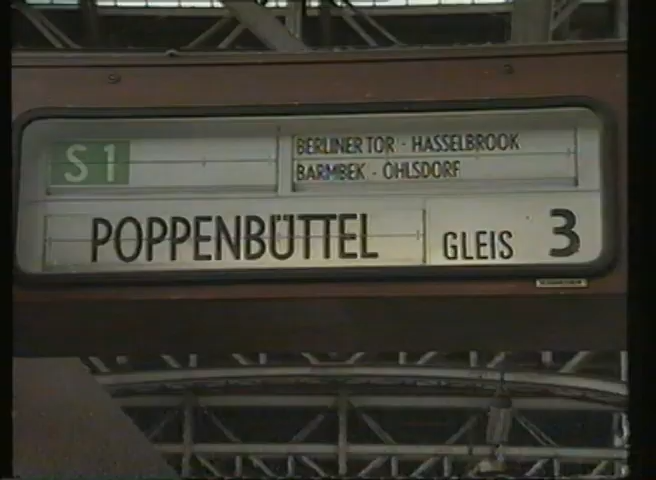 S1
BERLINER TOR - HASSELBROOK
BARMBEK - OHLSDORF
POPPENBÜTTEL
GLEIS 3